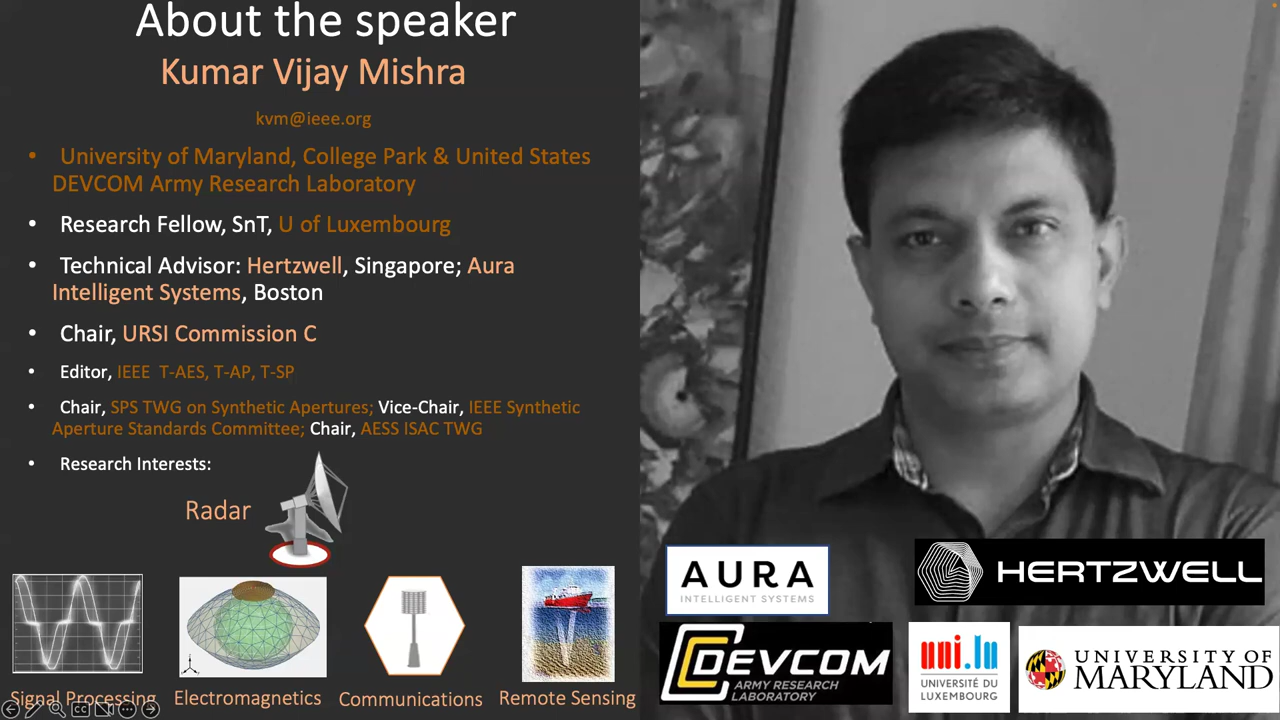 About the speaker
Kumar Vijay Mishra
kvm@ieee.org
• University of Maryland, College Park & United States
DEVCOM Army Research Laboratory
• Research Fellow, SnT, U of Luxembourg
• Technical Advisor: Hertzwell, Singapore; Aura
Intelligent Systems, Boston
• Chair, URSI Commission C
• Editor, IEEE T-AES, T-AP, T-SP
• Chair, SPS TWG on Synthetic Apertures; Vice-Chair, IEEE Synthetic
Aperture Standards Committee; Chair, AESS ISAC TWG
• Research Interests:
Radar
Signal Processing
Electromagnetics
Communications
Remote Sensing
AURA
INTELLIGENT SYSTEMS
HERTZWELL
DEVCOM
ARMY RESEARCH
LABORATORY
uni.lu
UNIVERSITÉ DU
LUXEMBOURG
UNIVERSITY OF
MARYLAND